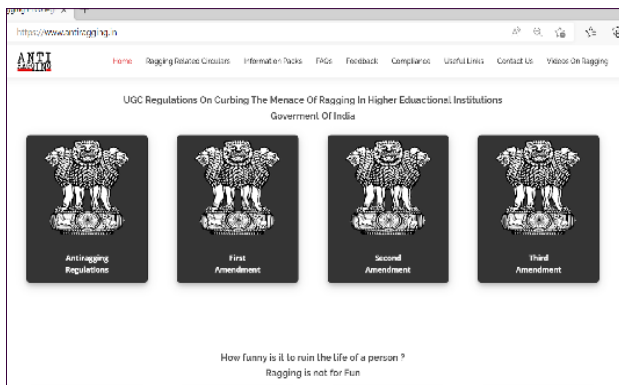 https://www.antiragging.in
ANTI
RAGGING
Home Ragging Related Circulars Information Packs FAQs Feedback Compliance Useful Links Contact Us Videos On Ragging
UGC Regulations On Curbing The Menace Of Ragging In Higher Eduactional Institutions
Goverment Of India
Antiragging
Regulations
First
Amendment
Second
Amendment
Third
Amendment
How funny is it to ruin the life of a person ?
Ragging is not for Fun